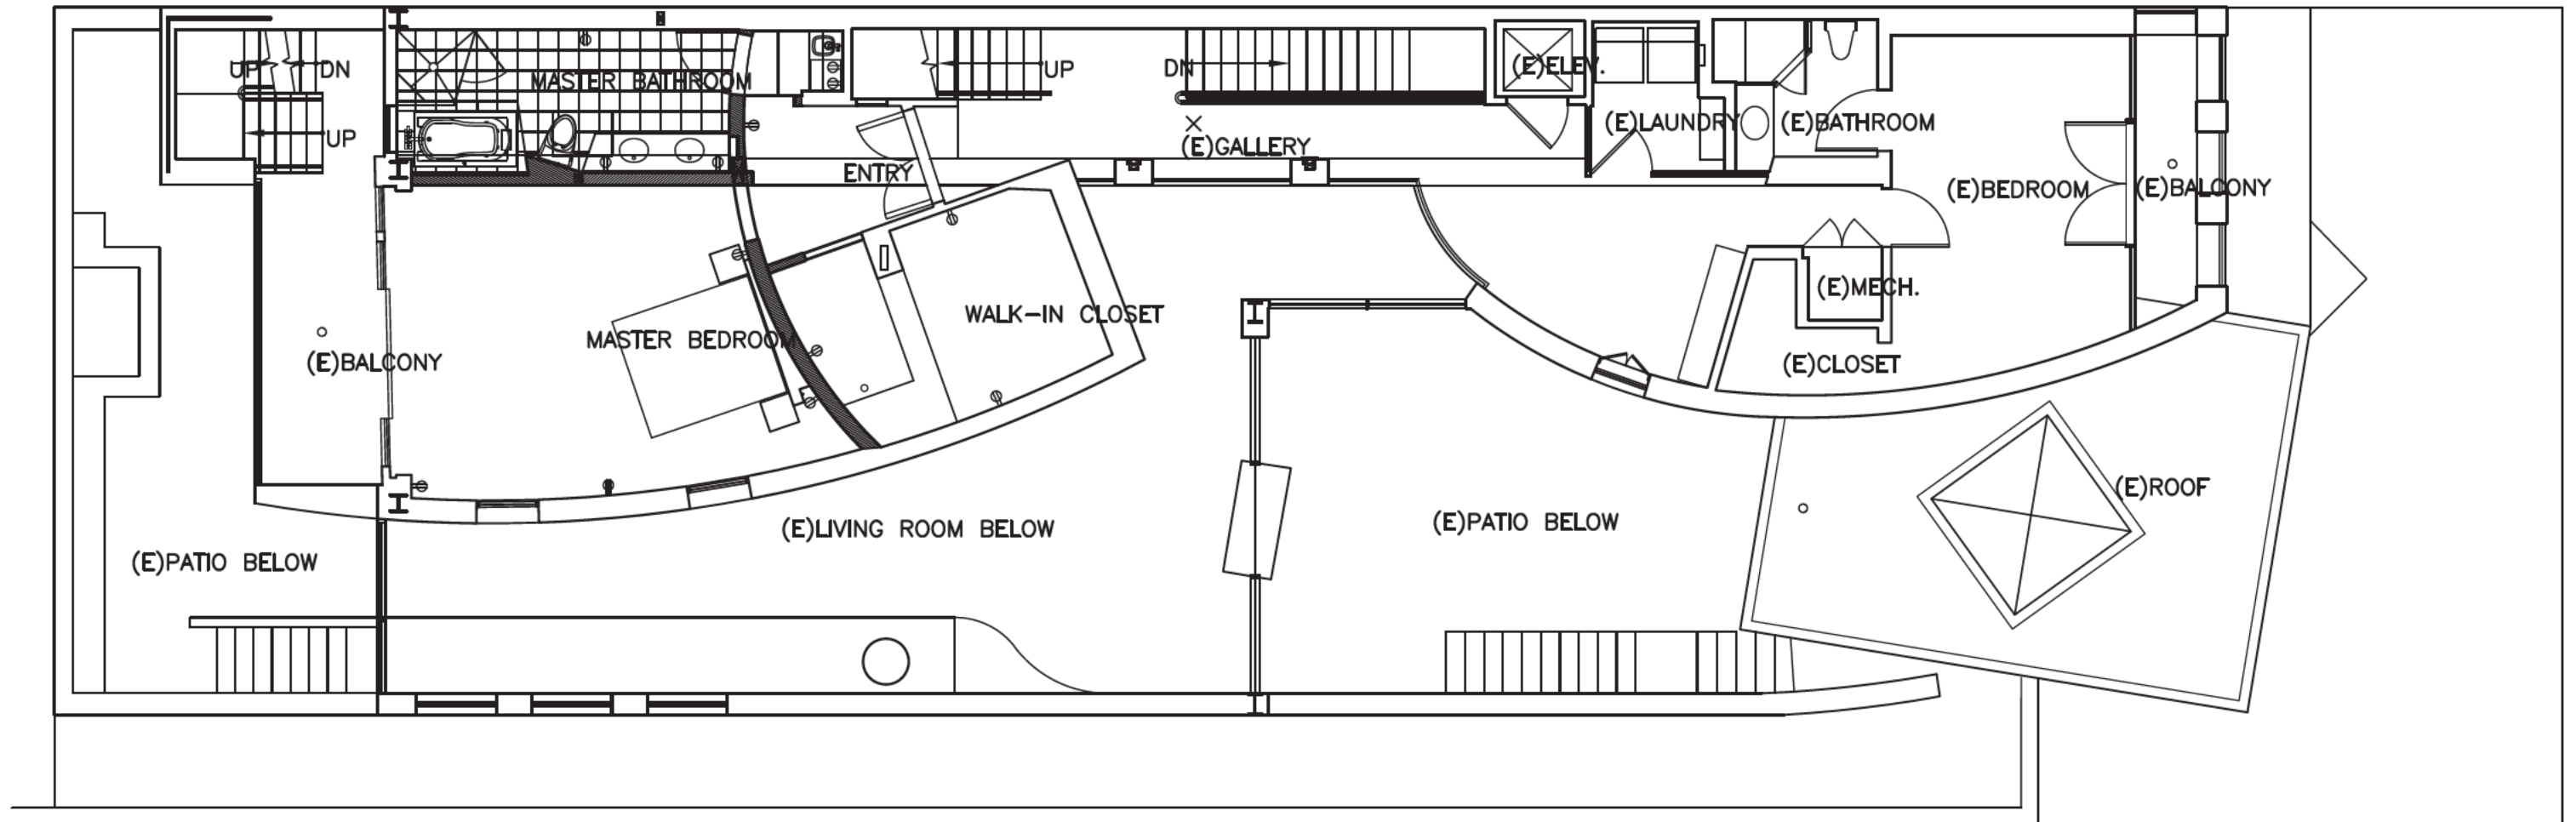 UP
DN
MASTER BATHROOM
UP
DN
(E)ELEV.
UP
(E)GALLERY
(E)LAUNDRY
(E)BATHROOM
ENTRY
(E)BEDROOM
(E)BALCONY
(E)MECH.
WALK-IN CLOSET
MASTER BEDROOM
(E)BALCONY
(E)CLOSET
(E)ROOF
(E)LIVING ROOM BELOW
(E)PATIO BELOW
(E)PATIO BELOW